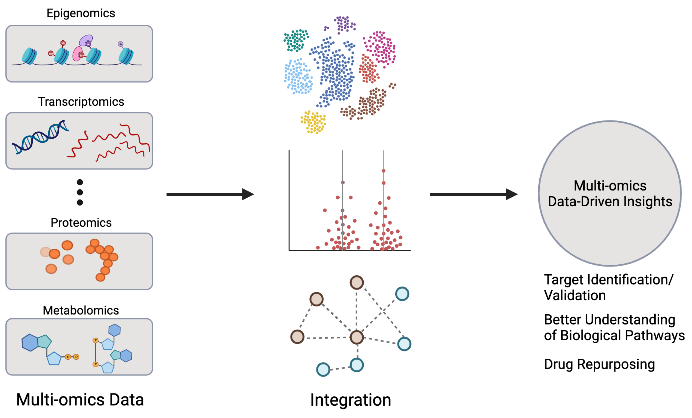 Epigenomics
Transcriptomics
Proteomics
Metabolomics
Multi-omics Data
Integration
Multi-omics
Data-Driven Insights
Target Identification/
Validation
Better Understanding
of Biological Pathways
Drug Repurposing